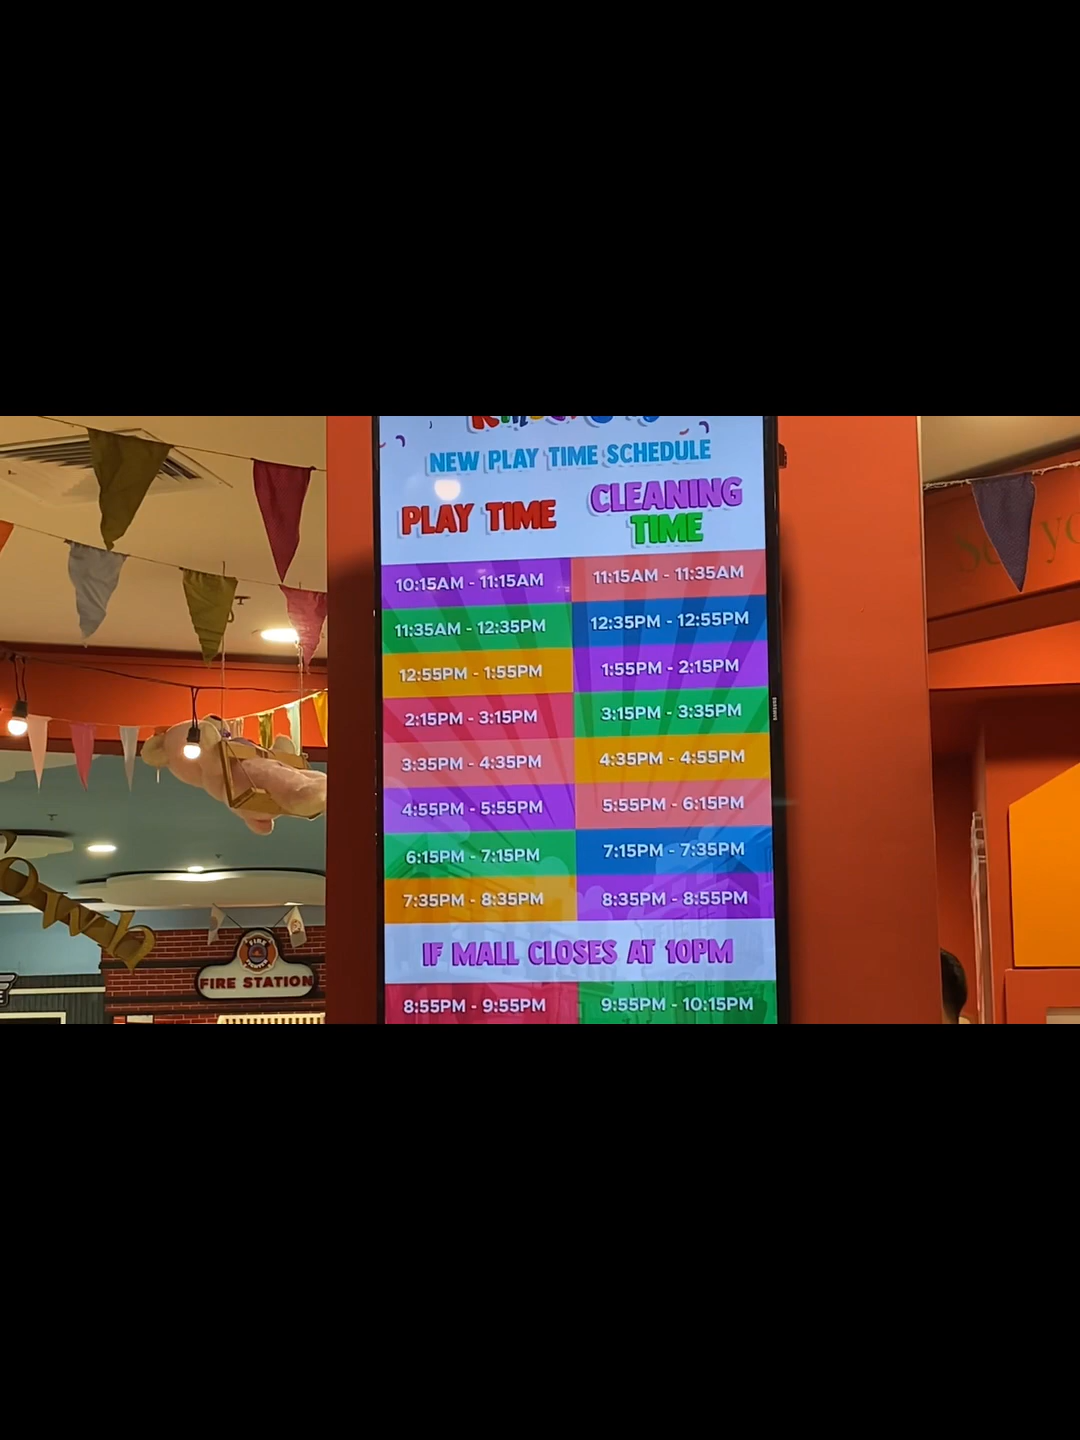 NEW PLAY TIME SCHEDULE
PLAY TIME
CLEANING
TIME
10:15AM - 11:15AM 11:15AM - 11:35AM
11:35AM - 12:35PM 12:35PM - 12:55PM
12:55PM - 1:55PM 1:55PM - 2:15PM
2:15PM - 3:15PM 3:15PM - 3:35PM
3:35PM - 4:35PM 4:35PM - 4:55PM
4:55PM - 5:55PM 5:55PM - 6:15PM
6:15PM - 7:15PM 7:15PM - 7:35PM
7:35PM - 8:35PM 8:35PM - 8:55PM
IF MALL CLOSES AT 10PM
8:55PM - 9:55PM 9:55PM - 10:15PM
FIRE
FIRE STATION